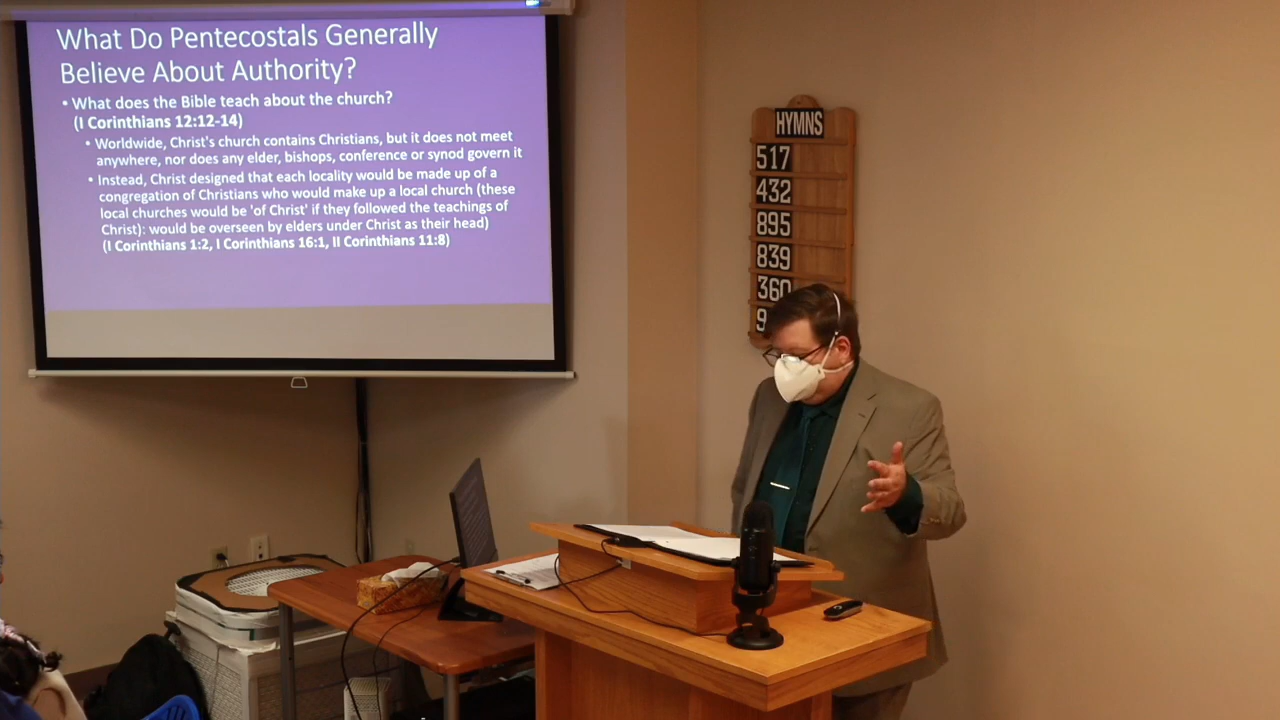 What Do Pentecostals Generally
Believe About Authority?
• What does the Bible teach about the church?
(I Corinthians 12:12-14)
• Worldwide, Christ's church contains Christians, but it does not meet
anywhere, nor does any elder, bishops, conference or synod govern it
• Instead, Christ designed that each locality would be made up of a
congregation of Christians who would make up a local church (these
local churches would be 'of Christ' if they followed the teachings of
Christ): would be overseen by elders under Christ as their head)
(I Corinthians 1:2, I Corinthians 16:1, II Corinthians 11:8)
HYMNS
517
432
895
839
360